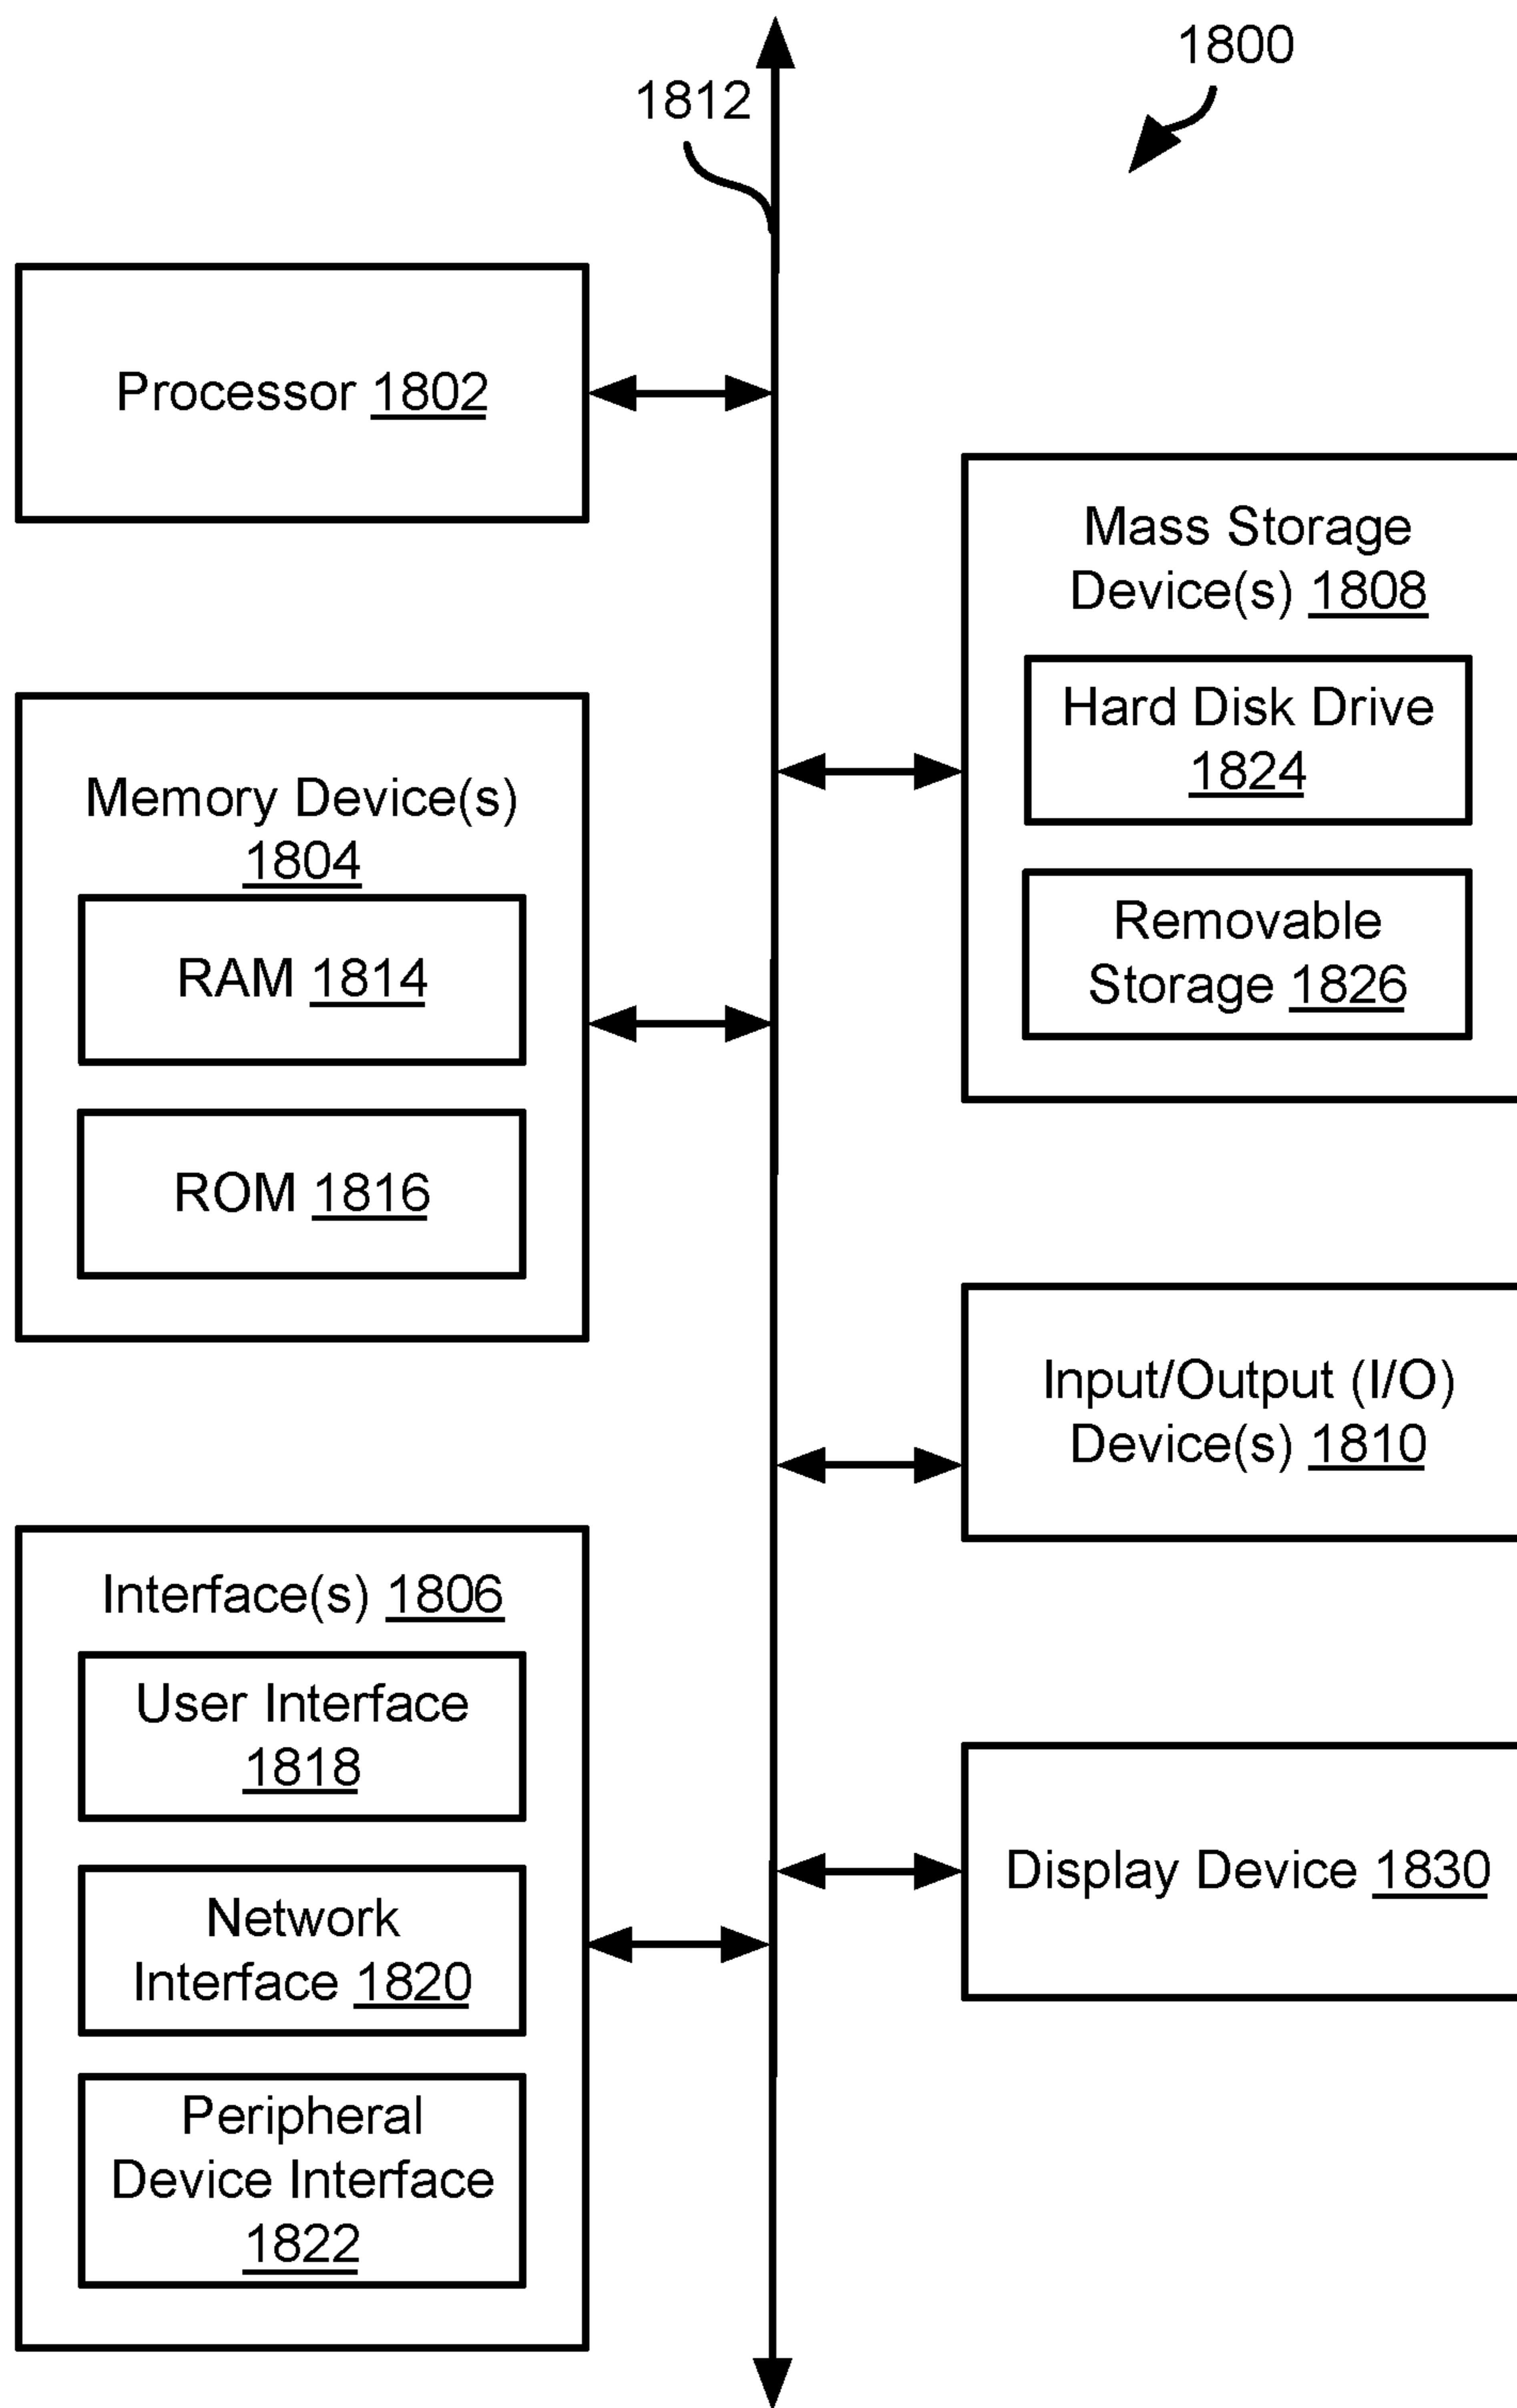 1800
1812
Processor 1802
Mass Storage
Device(s) 1808
Hard Disk Drive
1824
Removable
Storage 1826
Memory Device(s)
1804
RAM 1814
ROM 1816
Input/Output (I/O)
Device(s) 1810
Interface(s) 1806
User Interface
1818
Network
Interface 1820
Peripheral
Device Interface
1822
Display Device 1830